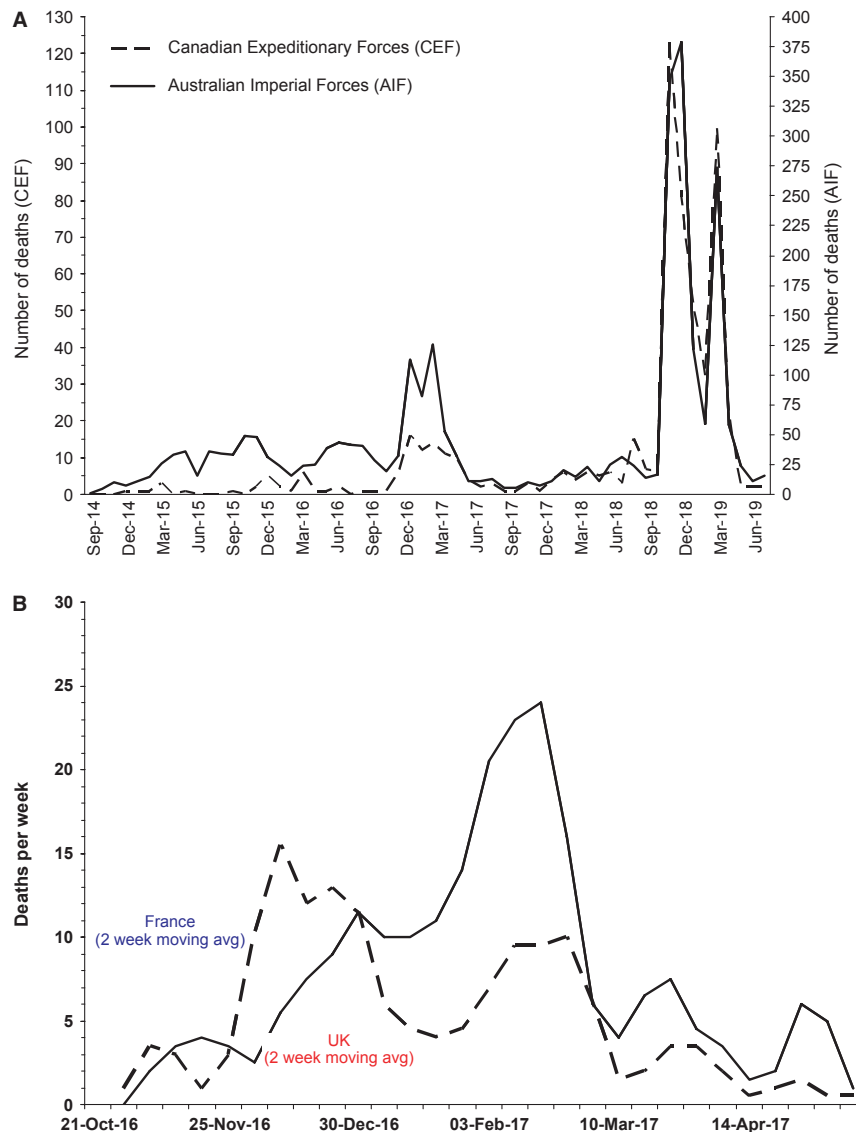 A
Canadian Expeditionary Forces (CEF)
Australian Imperial Forces (AIF)
Number of deaths (CEF)
130
120
110
100
90
80
70
60
50
40
30
20
10
0
400
375
350
325
300
275
250
225
200
175
150
125
100
75
50
25
0
Number of deaths (AIF)
Sep-14
Dec-14
Mar-15
Jun-15
Sep-15
Dec-15
Mar-16
Jun-16
Sep-16
Dec-16
Mar-17
Jun-17
Sep-17
Dec-17
Mar-18
Jun-18
Sep-18
Dec-18
Mar-19
Jun-19
B
Deaths per week
30
25
20
15
10
5
0
France
(2 week moving avg)
UK
(2 week moving avg)
21-Oct-16
25-Nov-16
30-Dec-16
03-Feb-17
10-Mar-17
14-Apr-17